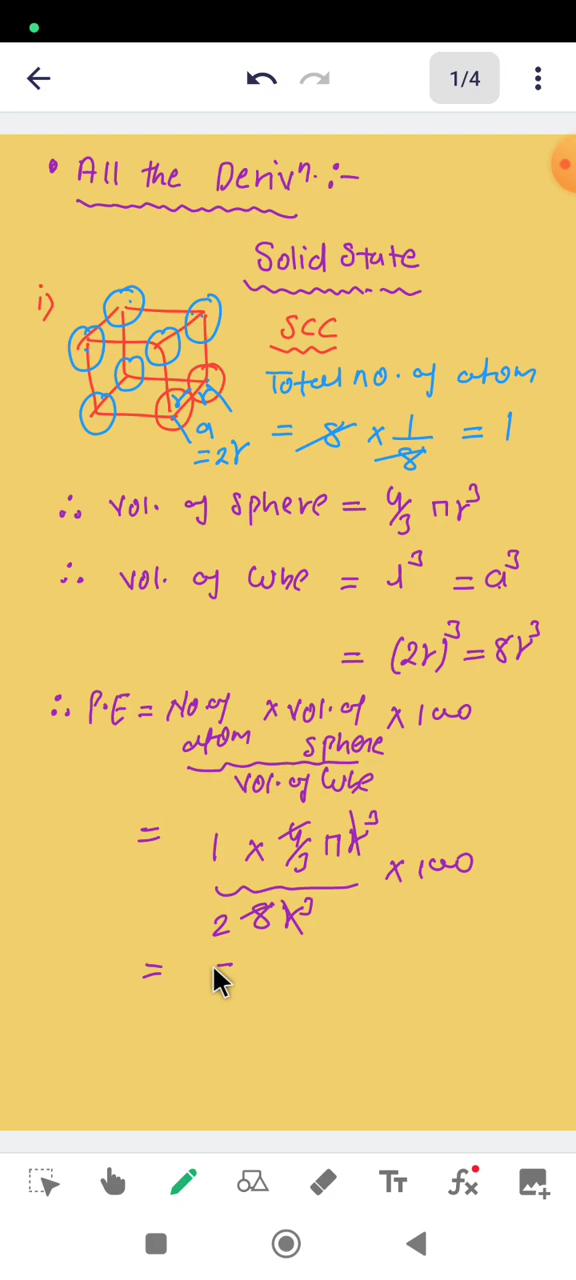 1/4
• All the Derivⁿ. :-
Solid State
i)
SCC
Total no. of atom
r r
a
= 2r
= 8 × 1/8 = 1
∴ Vol. of sphere = 4/3 πr³
∴ Vol. of Cube = l³ = a³
= (2r)³ = 8r³
∴ P.E = No of atom × Vol. of sphere × 100
Vol. of Cube
= 1 × 4/3 πr³ × 100
2 8r³
=
Tt
fx